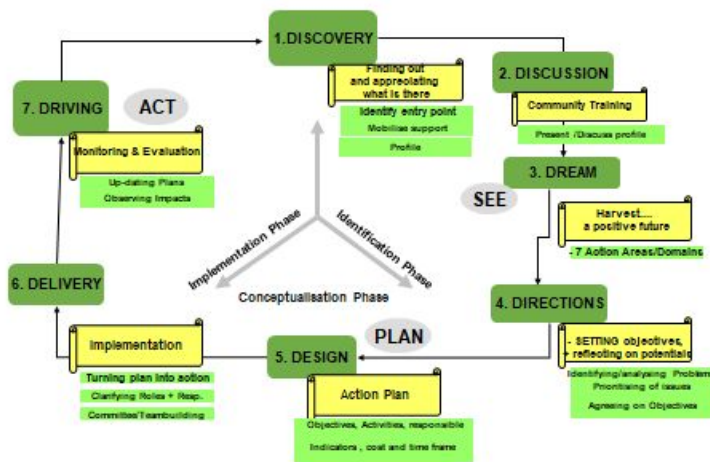 1.DISCOVERY
Finding out
and appreciating
what is there
Identify entry point
Mobilise support
Profile
2. DISCUSSION
Community Training
Present /Discuss profile
3. DREAM
SEE
Harvest....
a positive future
- 7 Action Areas/Domains
4. DIRECTIONS
- SETTING objectives,
+ reflecting on potentials
Identifying/analysing Problem
Prioritising of issues
Agreeing on Objectives
PLAN
5. DESIGN
Action Plan
Objectives, Activities, responsible
Indicators , cost and time frame
Implementation
Turning plan into action
Clarifying Roles + Resp.
Committee/Teambuilding
6. DELIVERY
7. DRIVING
ACT
Monitoring & Evaluation
Up-dating Plans
Observing Impacts
Implementation Phase
Identification Phase
Conceptualisation Phase